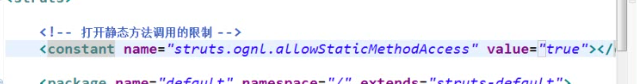 <struts>
<!-- 打开静态方法调用的限制 -->
<constant name="struts.ognl.allowStaticMethodAccess" value="true"></
<package name="default" namespace="/" extends="struts-default">